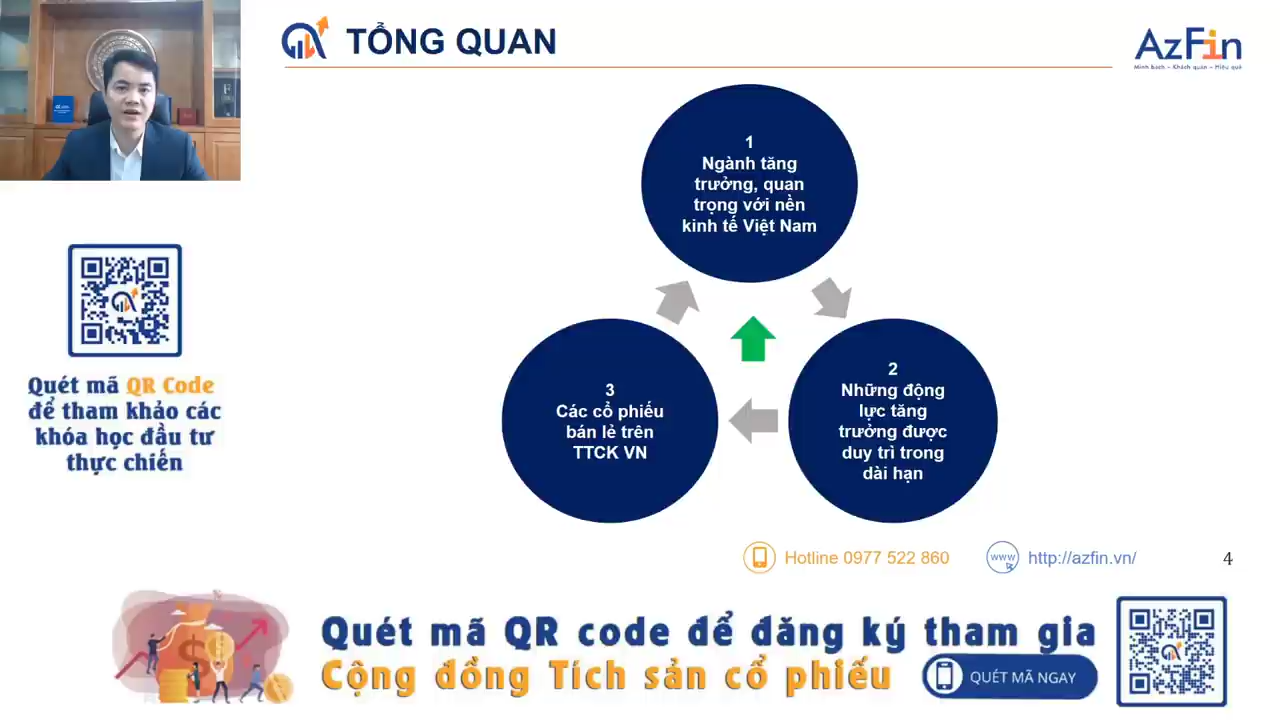 TỔNG QUAN
AzFin
Minh bạch – Khách quan – Hiệu quả
1
Ngành tăng
trưởng, quan
trọng với nền
kinh tế Việt Nam
2
Những động
lực tăng
trưởng được
duy trì trong
dài hạn
3
Các cổ phiếu
bán lẻ trên
TTCK VN
Quét mã QR Code
để tham khảo các
khóa học đầu tư
thực chiến
Hotline 0977 522 860
www
http://azfin.vn/
4
Quét mã QR code để đăng ký tham gia
Cộng đồng Tích sản cổ phiếu
QUÉT MÃ NGAY